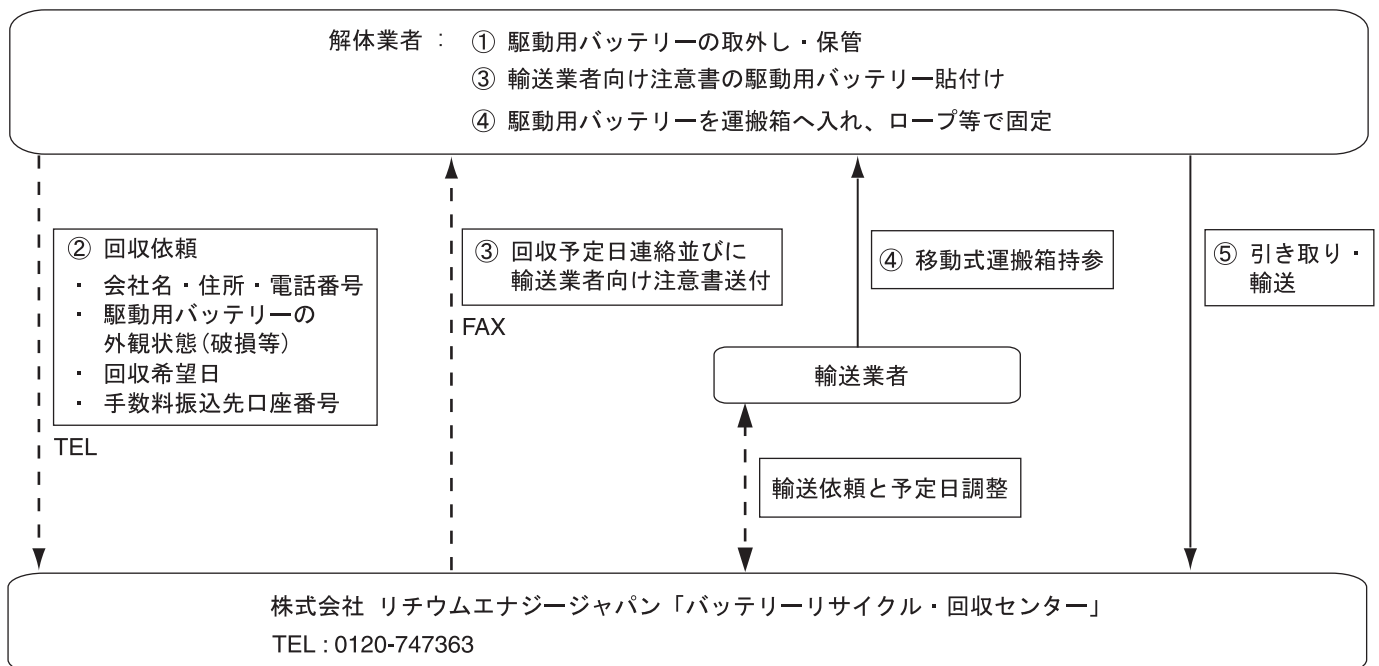 解体業者 : ① 駆動用バッテリーの取外し・保管
③ 輸送業者向け注意書の駆動用バッテリー貼付け
④ 駆動用バッテリーを運搬箱へ入れ、ロープ等で固定
② 回収依頼
・ 会社名・住所・電話番号
・ 駆動用バッテリーの
外観状態(破損等)
・ 回収希望日
・ 手数料振込先口座番号
TEL
③ 回収予定日連絡並びに
輸送業者向け注意書送付
FAX
④ 移動式運搬箱持参
⑤ 引き取り・
輸送
輸送業者
輸送依頼と予定日調整
株式会社 リチウムエナジージャパン「バッテリーリサイクル・回収センター」
TEL : 0120-747363